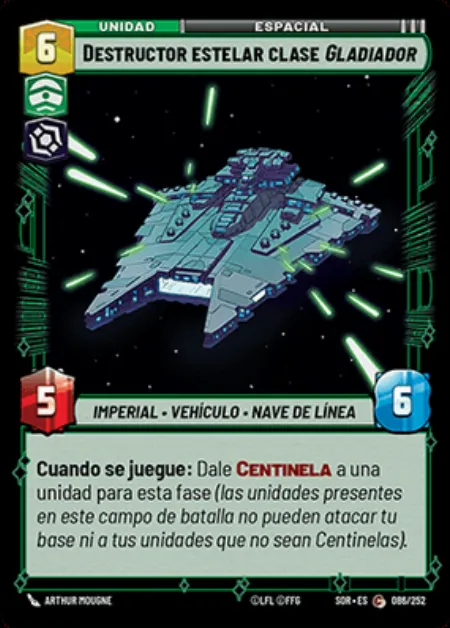 UNIDAD
ESPACIAL
6
DESTRUCTOR ESTELAR CLASE GLADIADOR
5
IMPERIAL • VEHÍCULO • NAVE DE LÍNEA
6
Cuando se juegue: Dale CENTINELA a una
unidad para esta fase (las unidades presentes
en este campo de batalla no pueden atacar tu
base ni a tus unidades que no sean Centinelas).
ARTHUR MOUGNE
©LFL ©FFG
SOR • ES C 086/252